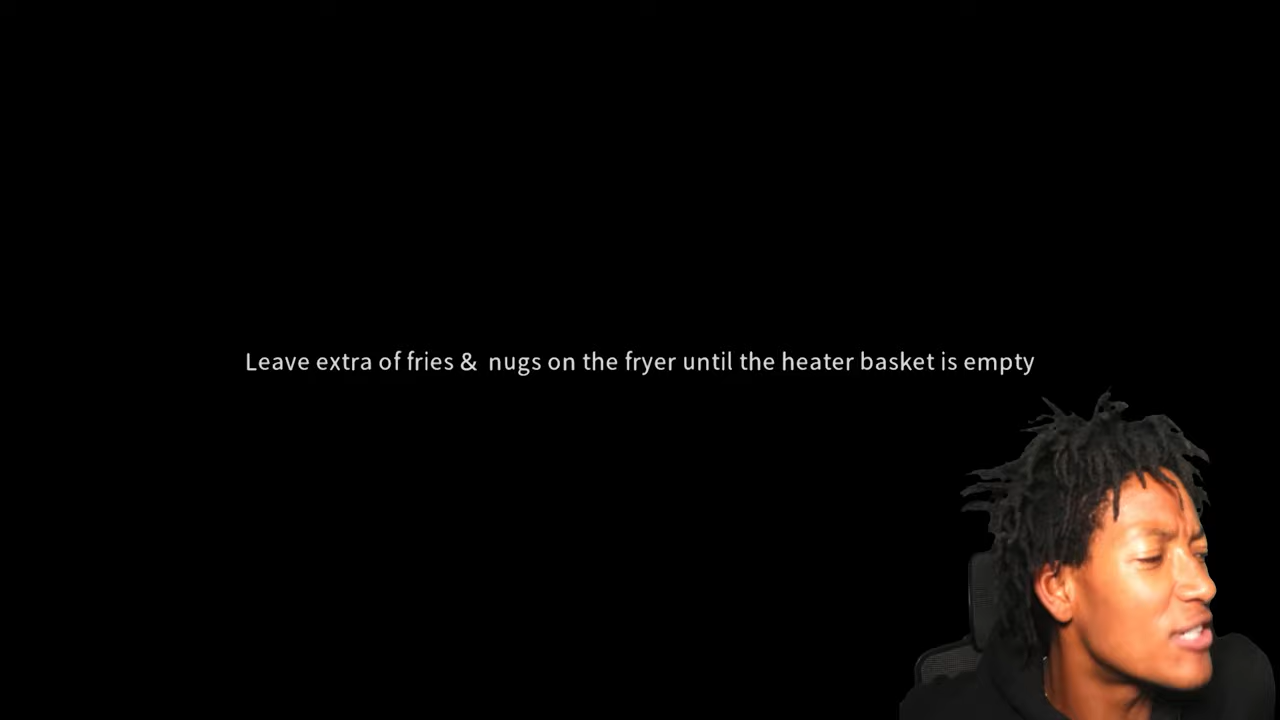 Leave extra of fries & nugs on the fryer until the heater basket is empty